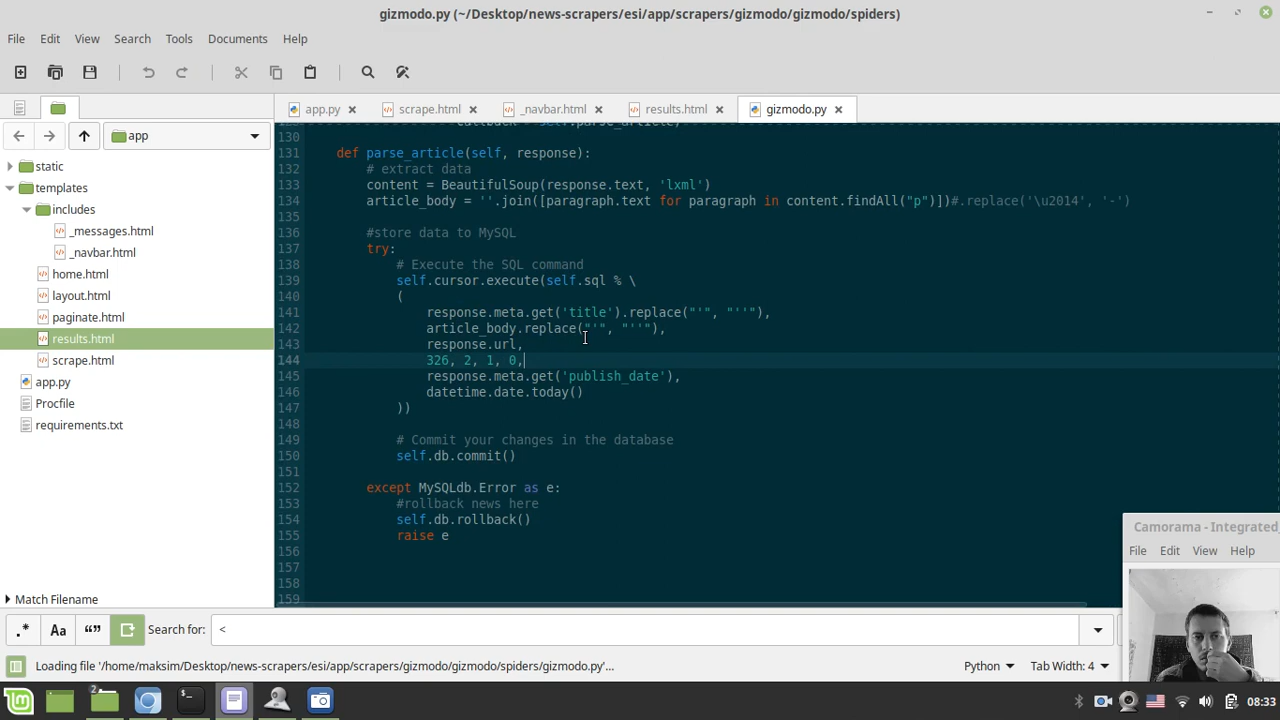 gizmodo.py (~/Desktop/news-scrapers/esi/app/scrapers/gizmodo/gizmodo/spiders)
File Edit View Search Tools Documents Help
app.py scrape.html _navbar.html results.html gizmodo.py
app
static
templates
includes
_messages.html
_navbar.html
home.html
layout.html
paginate.html
results.html
scrape.html
app.py
Procfile
requirements.txt
Match Filename
130
131 def parse_article(self, response):
132 # extract data
133 content = BeautifulSoup(response.text, 'lxml')
134 article_body = ''.join([paragraph.text for paragraph in content.findAll("p")])#.replace('\u2014', '-')
135
136 #store data to MySQL
137 try:
138 # Execute the SQL command
139 self.cursor.execute(self.sql % \
140 (
141 response.meta.get('title').replace("'", "''"),
142 article_body.replace("'", "''"),
143 response.url,
144 326, 2, 1, 0,
145 response.meta.get('publish_date'),
146 datetime.date.today()
147 ))
148
149 # Commit your changes in the database
150 self.db.commit()
151
152 except MySQLdb.Error as e:
153 #rollback news here
154 self.db.rollback()
155 raise e
156
157
158
159
Camorama - Integrated
File Edit View Help
.* Aa Search for: <
Loading file '/home/maksim/Desktop/news-scrapers/esi/app/scrapers/gizmodo/gizmodo/spiders/gizmodo.py'... Python Tab Width: 4
2 08:33